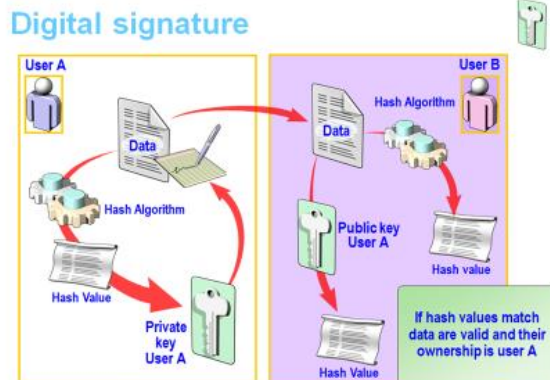 Digital signature
User A
Data
Hash Algorithm
Hash Value
Private
key
User A
User B
Hash Algorithm
Data
Public key
User A
Hash value
Hash Value
If hash values match
data are valid and their
ownership is user A